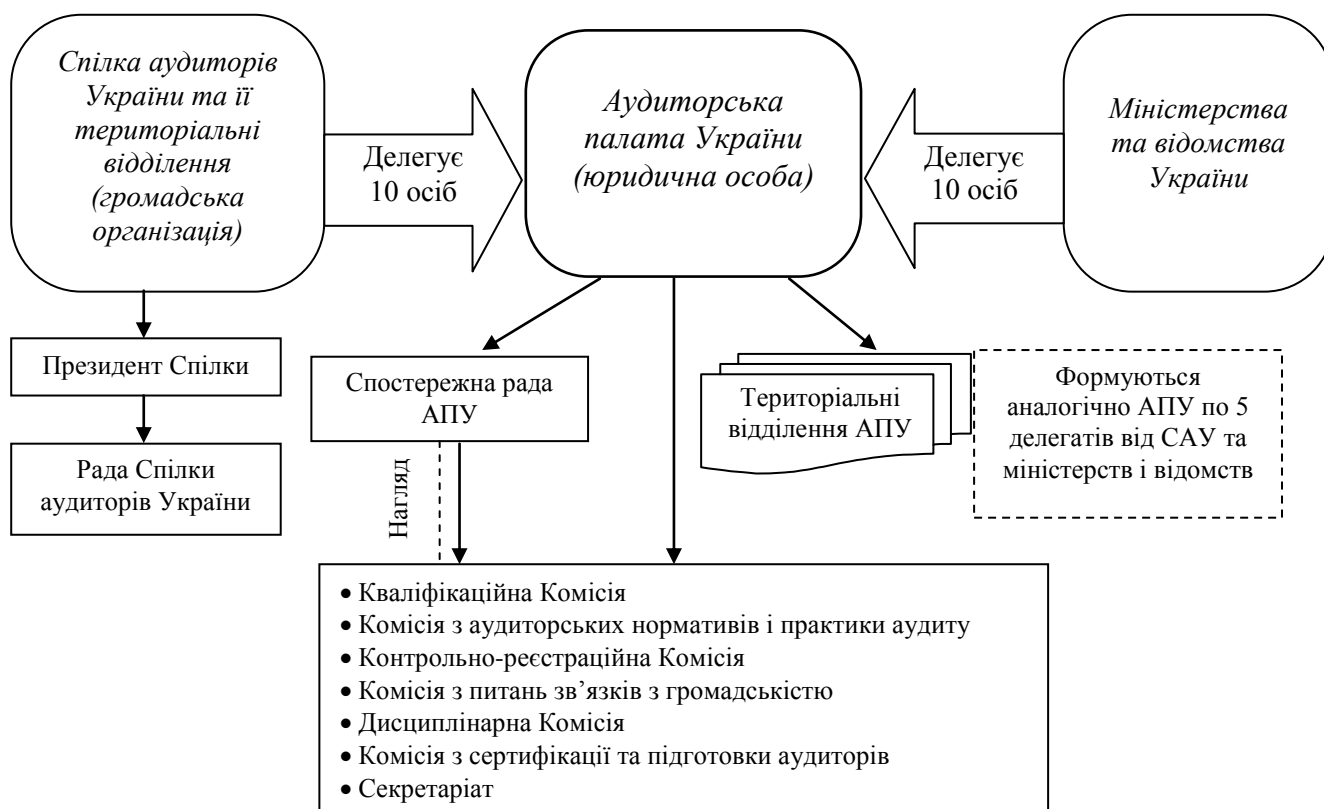 Спілка аудиторів
України та її
територіальні
відділення
(громадська
організація)
Делегує
10 осіб
Аудиторська
палата України
(юридична особа)
Делегує
10 осіб
Міністерства
та відомства
України
Президент Спілки
Рада Спілки
аудиторів України
Спостережна рада
АПУ
Територіальні
відділення АПУ
Формуються
аналогічно АПУ по 5
делегатів від САУ та
міністерств і відомств
Нагляд
• Кваліфікаційна Комісія
• Комісія з аудиторських нормативів і практики аудиту
• Контрольно-реєстраційна Комісія
• Комісія з питань зв’язків з громадськістю
• Дисциплінарна Комісія
• Комісія з сертифікації та підготовки аудиторів
• Секретаріат